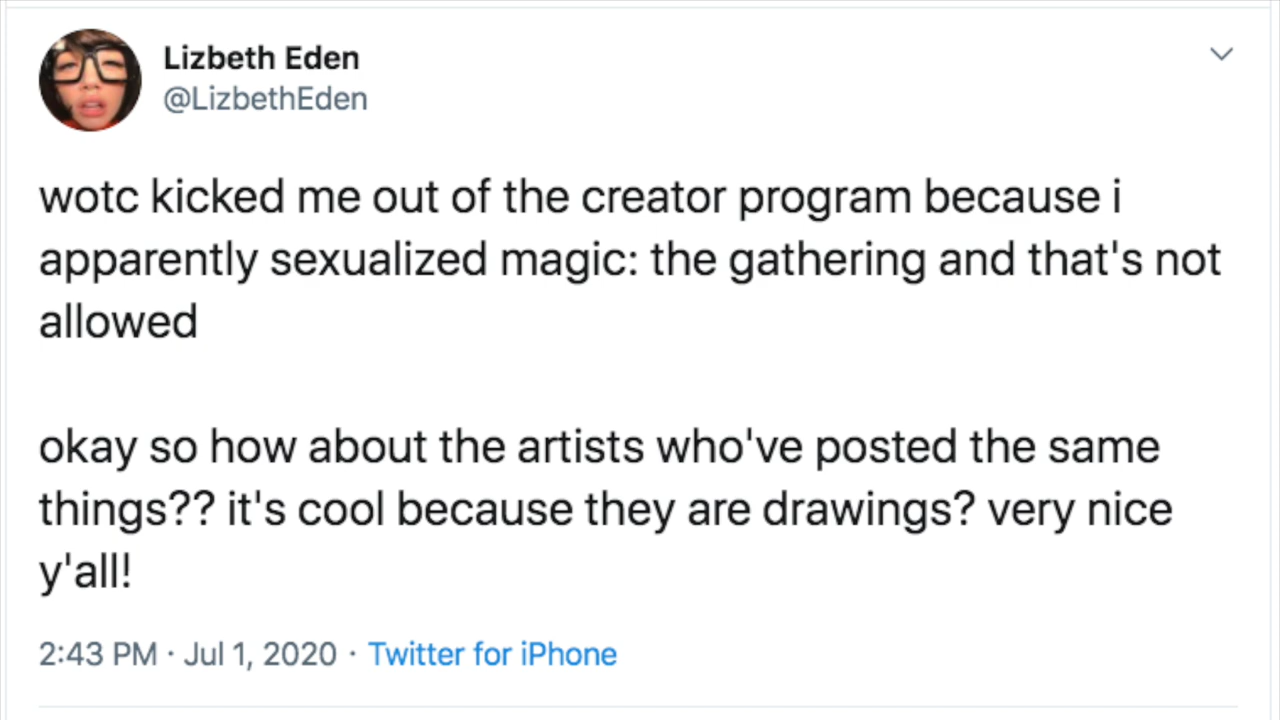 Lizbeth Eden
@LizbethEden
wotc kicked me out of the creator program because i
apparently sexualized magic: the gathering and that's not
allowed
okay so how about the artists who've posted the same
things?? it's cool because they are drawings? very nice
y'all!
2:43 PM · Jul 1, 2020 · Twitter for iPhone